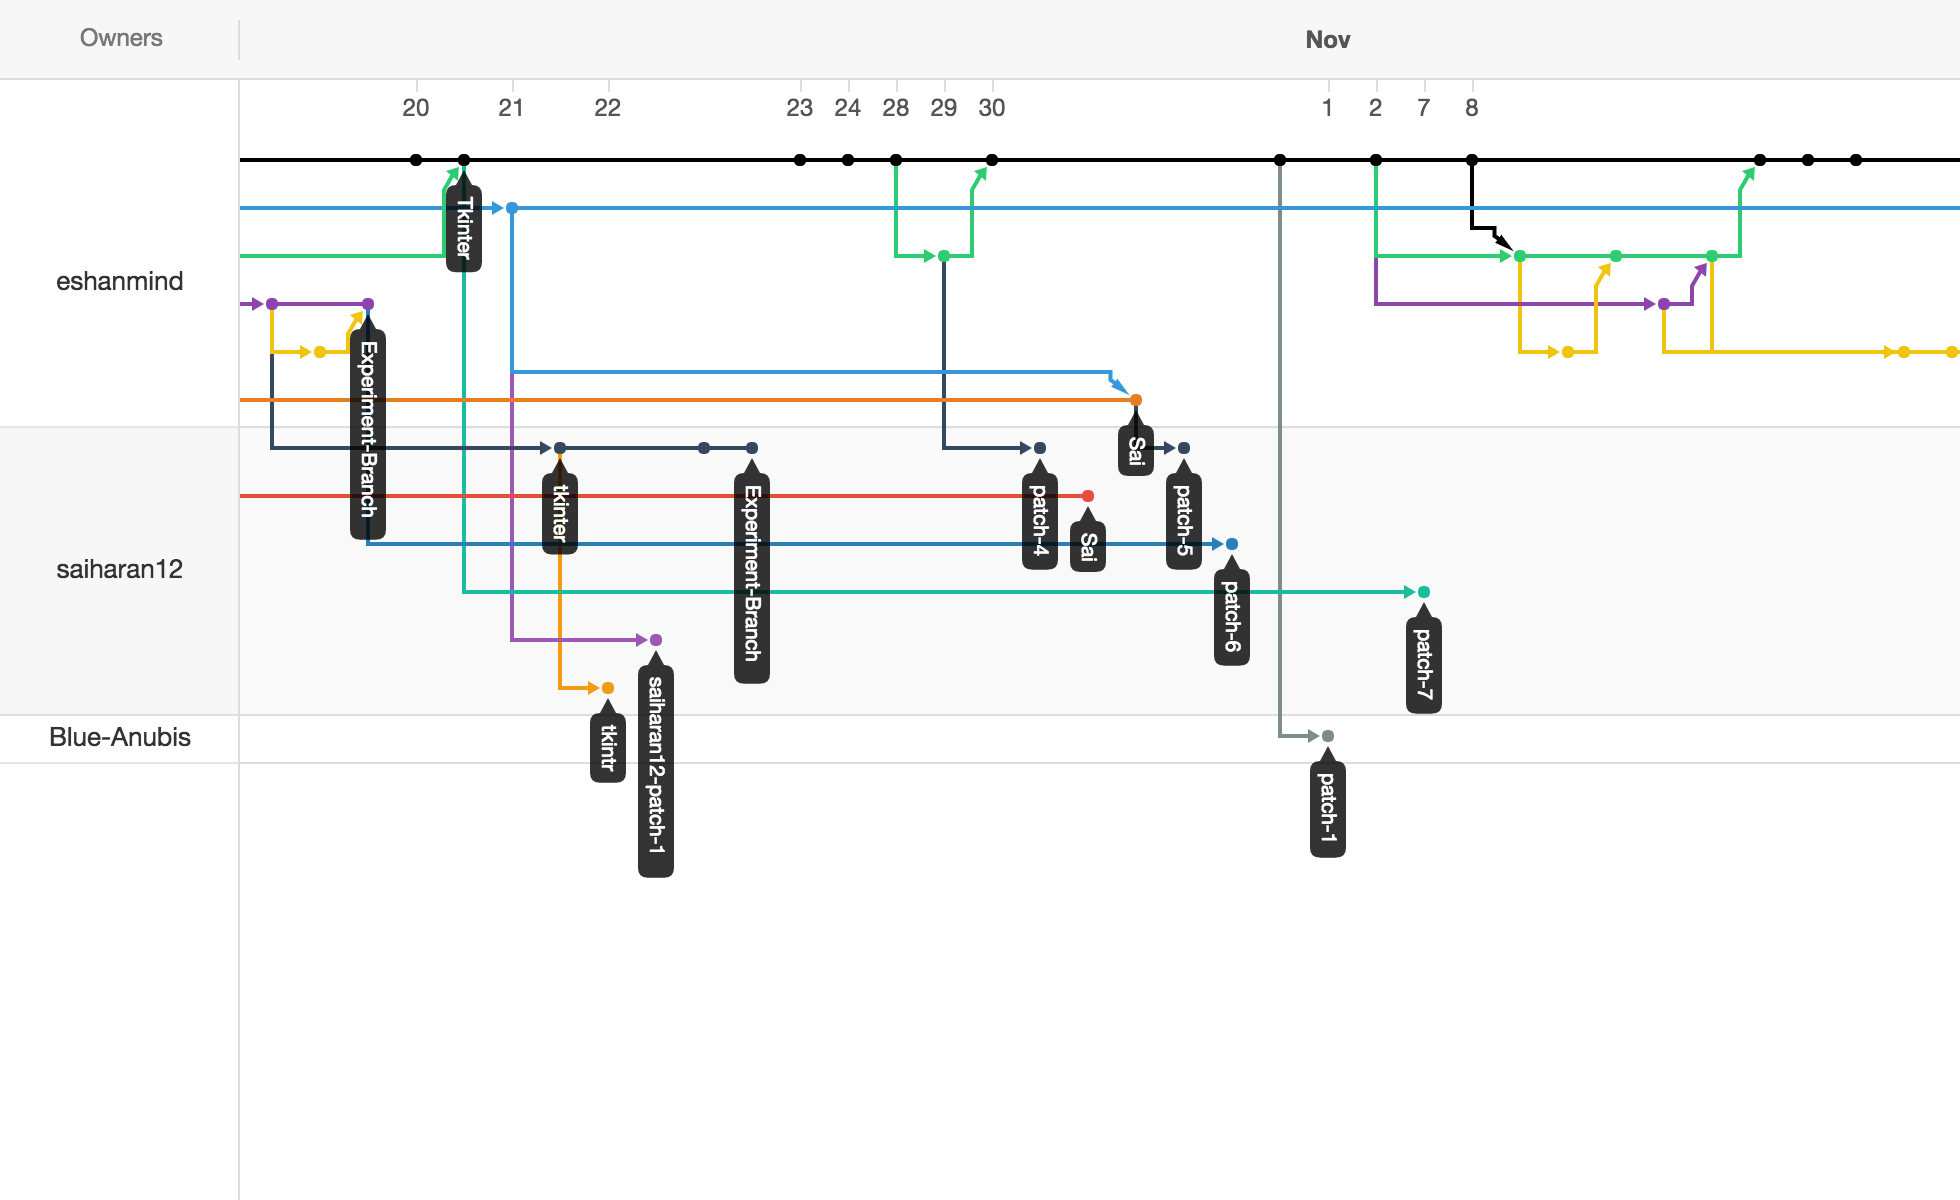 Owners
Nov
20 21 22 23 24 28 29 30 1 2 7 8
eshanmind
Tkinter
Experiment-Branch
Sai
saiharan12
tkinter
Experiment-Branch
patch-4
Sai
patch-5
patch-6
patch-7
saiharan12-patch-1
tkintr
Blue-Anubis
patch-1